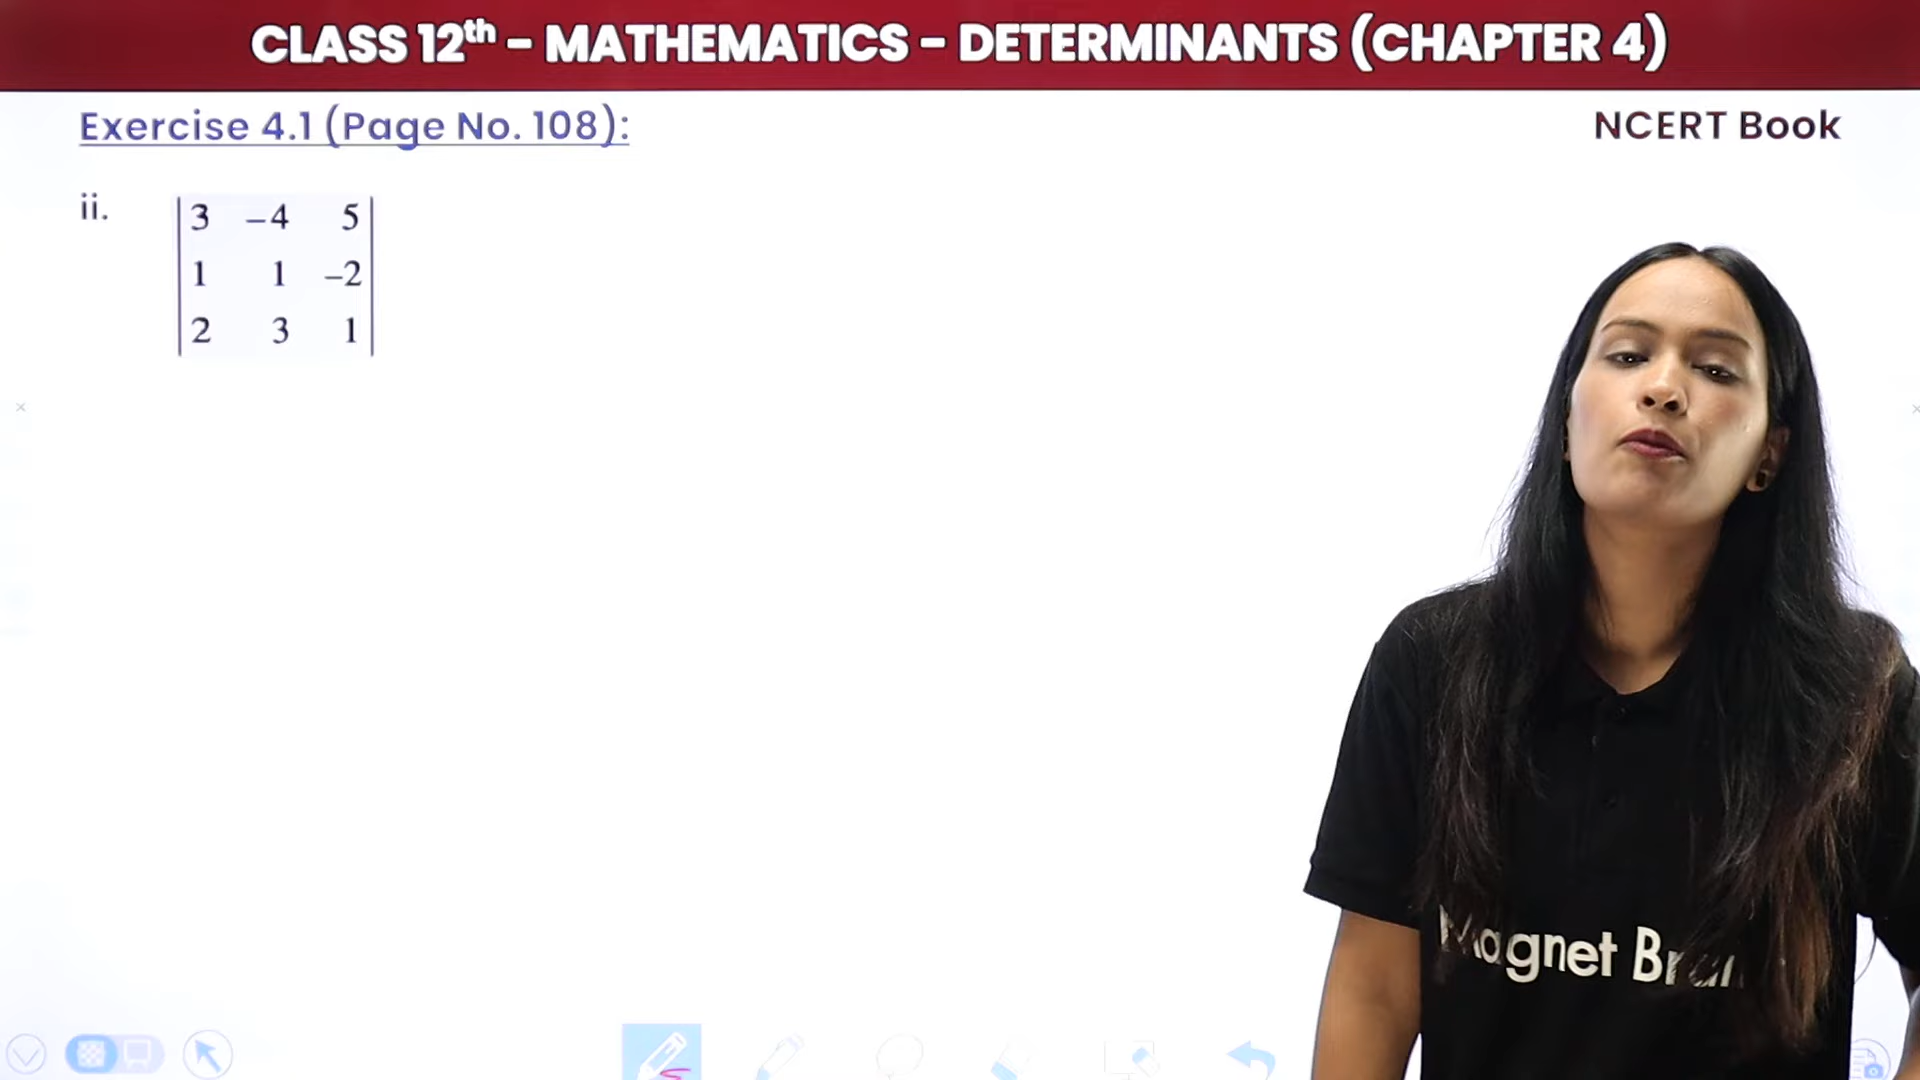 CLASS 12th - MATHEMATICS - DETERMINANTS (CHAPTER 4)
Exercise 4.1 (Page No. 108):
NCERT Book
ii.
3 -4 5
1 1 -2
2 3 1